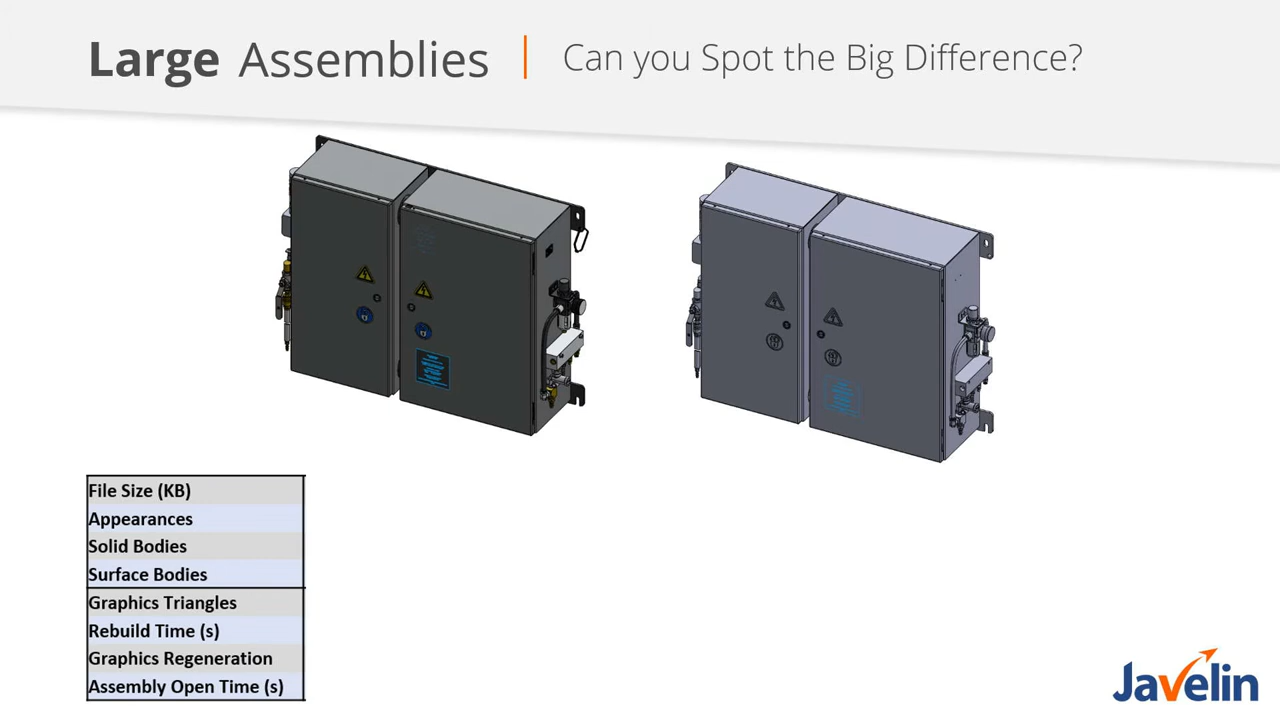 Large Assemblies | Can you Spot the Big Difference?
File Size (KB)
Appearances
Solid Bodies
Surface Bodies
Graphics Triangles
Rebuild Time (s)
Graphics Regeneration
Assembly Open Time (s)
Javelin